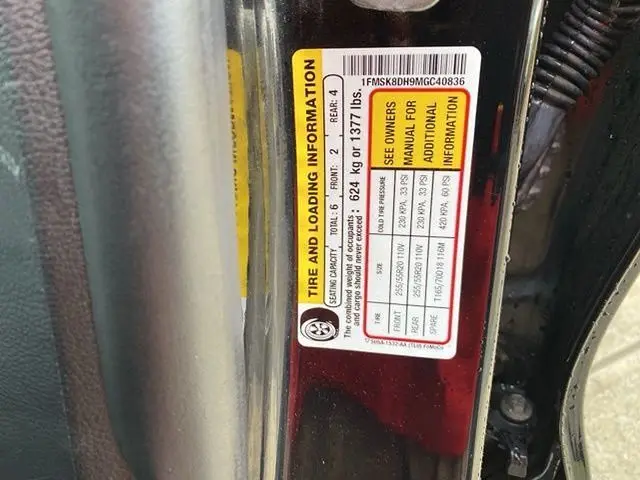 1FMSK8DH9MGC40836
TIRE AND LOADING INFORMATION
SEATING CAPACITY TOTAL: 6 FRONT: 2 REAR: 4
The combined weight of occupants
and cargo should never exceed: 624 kg or 1377 lbs.
TIRE SIZE COLD TIRE PRESSURE
FRONT 255/55R20 110V 230 KPA, 33 PSI
REAR 255/55R20 110V 230 KPA, 33 PSI
SPARE T165/70D18 116M 420 KPA, 60 PSI
SEE OWNERS
MANUAL FOR
ADDITIONAL
INFORMATION